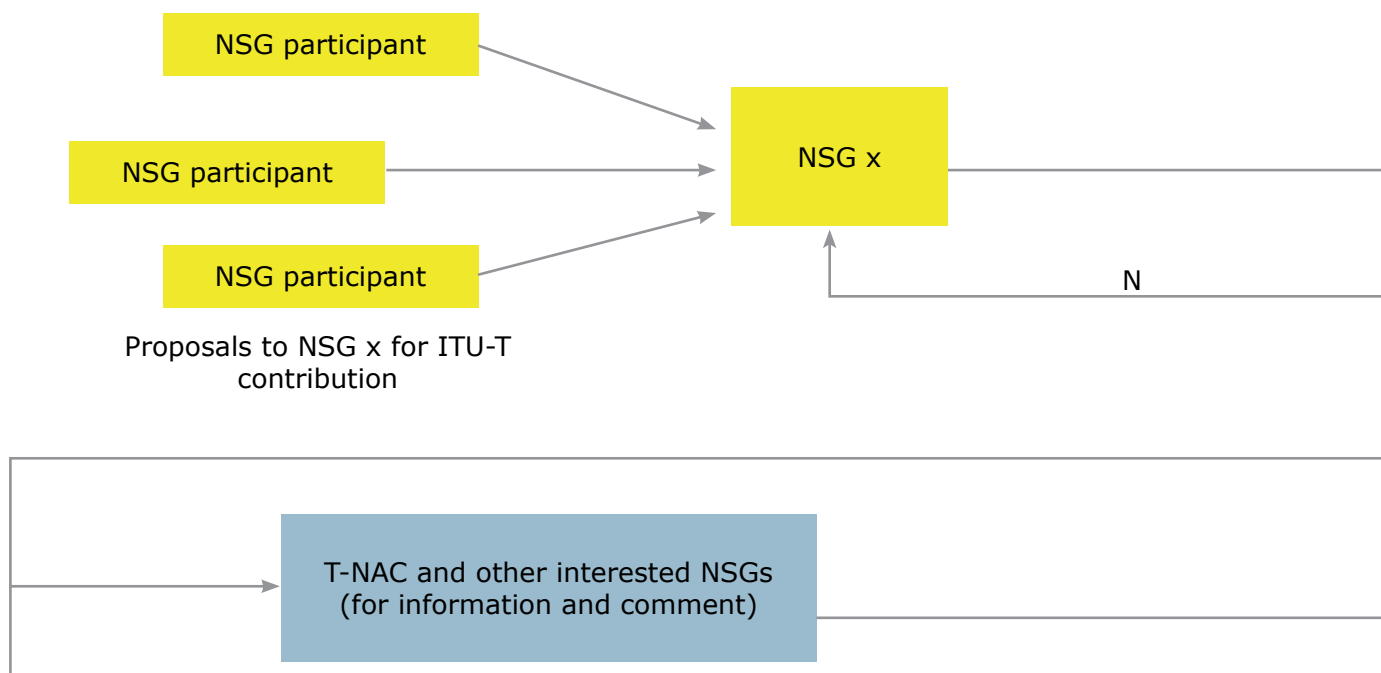 NSG participant
NSG participant
NSG participant
Proposals to NSG x for ITU-T
contribution
NSG x
N
T-NAC and other interested NSGs
(for information and comment)